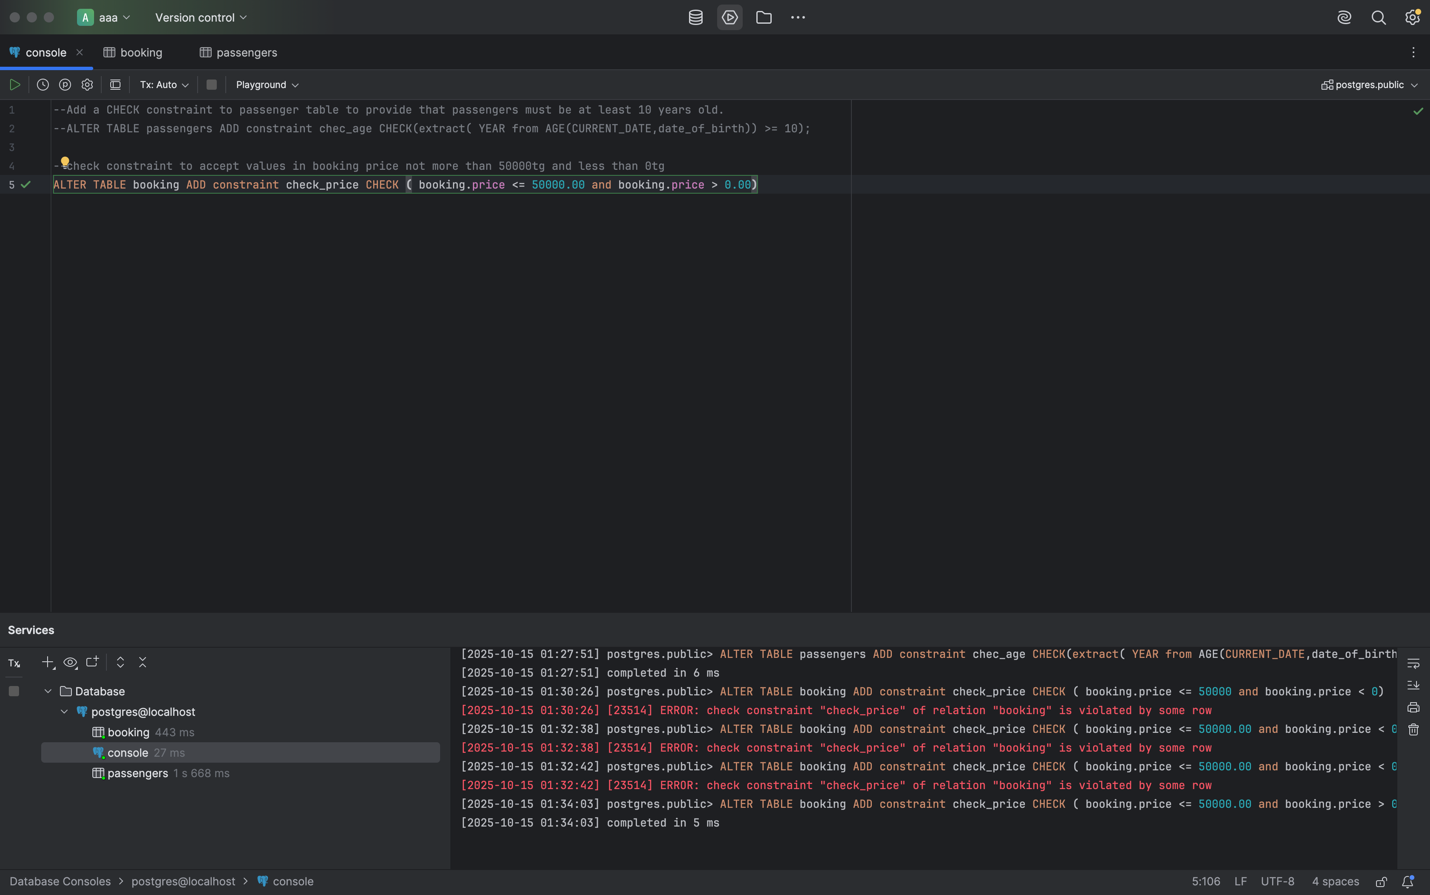 A aaa Version control
console booking passengers
Tx: Auto Playground postgres.public
1 --Add a CHECK constraint to passenger table to provide that passengers must be at least 10 years old.
2 --ALTER TABLE passengers ADD constraint chec_age CHECK(extract( YEAR from AGE(CURRENT_DATE,date_of_birth)) >= 10);
3
4 --check constraint to accept values in booking price not more than 50000tg and less than 0tg
5 ALTER TABLE booking ADD constraint check_price CHECK ( booking.price <= 50000.00 and booking.price > 0.00)
Services
Tx
Database
postgres@localhost
booking 443 ms
console 27 ms
passengers 1 s 668 ms
[2025-10-15 01:27:51] postgres.public> ALTER TABLE passengers ADD constraint chec_age CHECK(extract( YEAR from AGE(CURRENT_DATE,date_of_birth
[2025-10-15 01:27:51] completed in 6 ms
[2025-10-15 01:30:26] postgres.public> ALTER TABLE booking ADD constraint check_price CHECK ( booking.price <= 50000 and booking.price < 0)
[2025-10-15 01:30:26] [23514] ERROR: check constraint "check_price" of relation "booking" is violated by some row
[2025-10-15 01:32:38] postgres.public> ALTER TABLE booking ADD constraint check_price CHECK ( booking.price <= 50000.00 and booking.price < 0
[2025-10-15 01:32:38] [23514] ERROR: check constraint "check_price" of relation "booking" is violated by some row
[2025-10-15 01:32:42] postgres.public> ALTER TABLE booking ADD constraint check_price CHECK ( booking.price <= 50000.00 and booking.price < 0
[2025-10-15 01:32:42] [23514] ERROR: check constraint "check_price" of relation "booking" is violated by some row
[2025-10-15 01:34:03] postgres.public> ALTER TABLE booking ADD constraint check_price CHECK ( booking.price <= 50000.00 and booking.price > 0
[2025-10-15 01:34:03] completed in 5 ms
Database Consoles > postgres@localhost > console 5:106 LF UTF-8 4 spaces